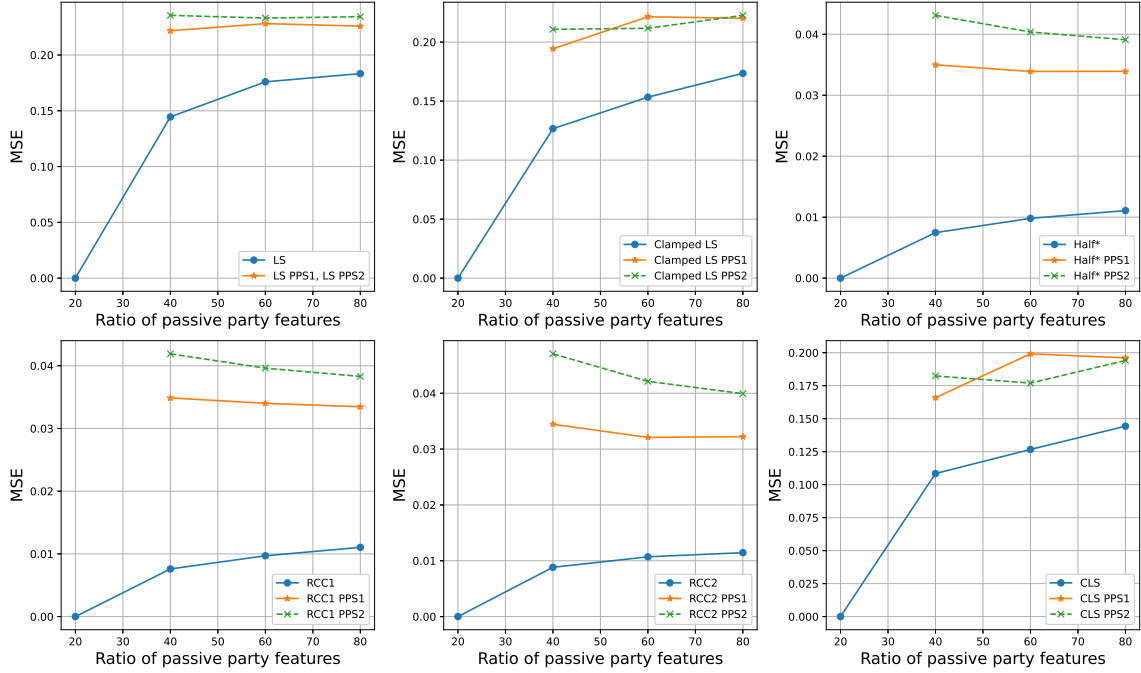 MSE
0.20
0.15
0.10
0.05
0.00
20 30 40 50 60 70 80
Ratio of passive party features
LS
LS PPS1, LS PPS2
MSE
0.20
0.15
0.10
0.05
0.00
20 30 40 50 60 70 80
Ratio of passive party features
Clamped LS
Clamped LS PPS1
Clamped LS PPS2
MSE
0.04
0.03
0.02
0.01
0.00
20 30 40 50 60 70 80
Ratio of passive party features
Half*
Half* PPS1
Half* PPS2
MSE
0.04
0.03
0.02
0.01
0.00
20 30 40 50 60 70 80
Ratio of passive party features
RCC1
RCC1 PPS1
RCC1 PPS2
MSE
0.04
0.03
0.02
0.01
0.00
20 30 40 50 60 70 80
Ratio of passive party features
RCC2
RCC2 PPS1
RCC2 PPS2
MSE
0.200
0.175
0.150
0.125
0.100
0.075
0.050
0.025
0.000
20 30 40 50 60 70 80
Ratio of passive party features
CLS
CLS PPS1
CLS PPS2